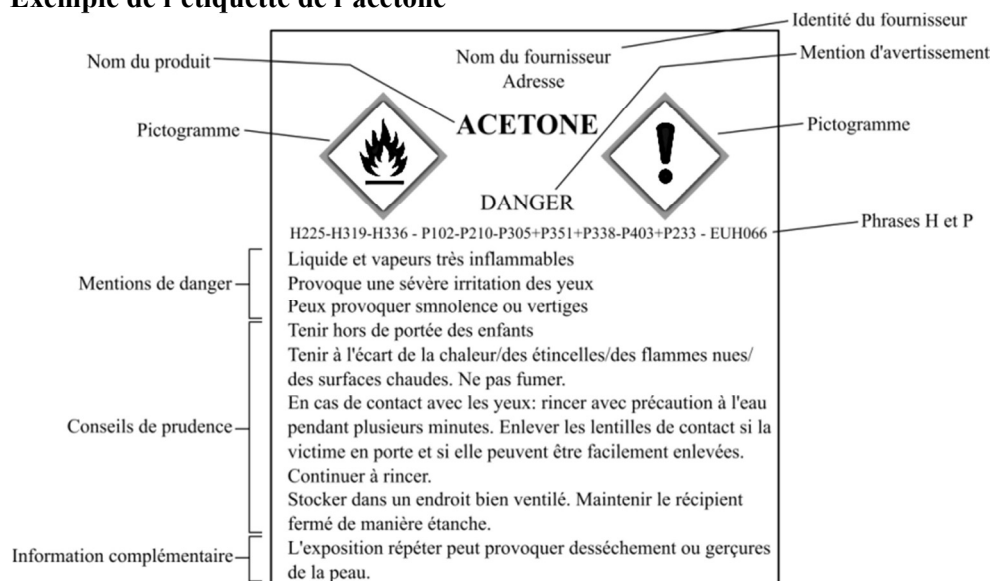 Exemple de l'étiquette de l'acétone
Identité du fournisseur
Nom du produit
Nom du fournisseur
Mention d'avertissement
Adresse
Pictogramme
ACETONE
Pictogramme
DANGER
Phrases H et P
H225-H319-H336 - P102-P210-P305+P351+P338-P403+P233 - EUH066
Mentions de danger
Liquide et vapeurs très inflammables
Provoque une sévère irritation des yeux
Peux provoquer smnolence ou vertiges
Conseils de prudence
Tenir hors de portée des enfants
Tenir à l'écart de la chaleur/des étincelles/des flammes nues/
des surfaces chaudes. Ne pas fumer.
En cas de contact avec les yeux: rincer avec précaution à l'eau
pendant plusieurs minutes. Enlever les lentilles de contact si la
victime en porte et si elle peuvent être facilement enlevées.
Continuer à rincer.
Stocker dans un endroit bien ventilé. Maintenir le récipient
fermé de manière étanche.
Information complémentaire
L'exposition répéter peut provoquer desséchement ou gerçures
de la peau.